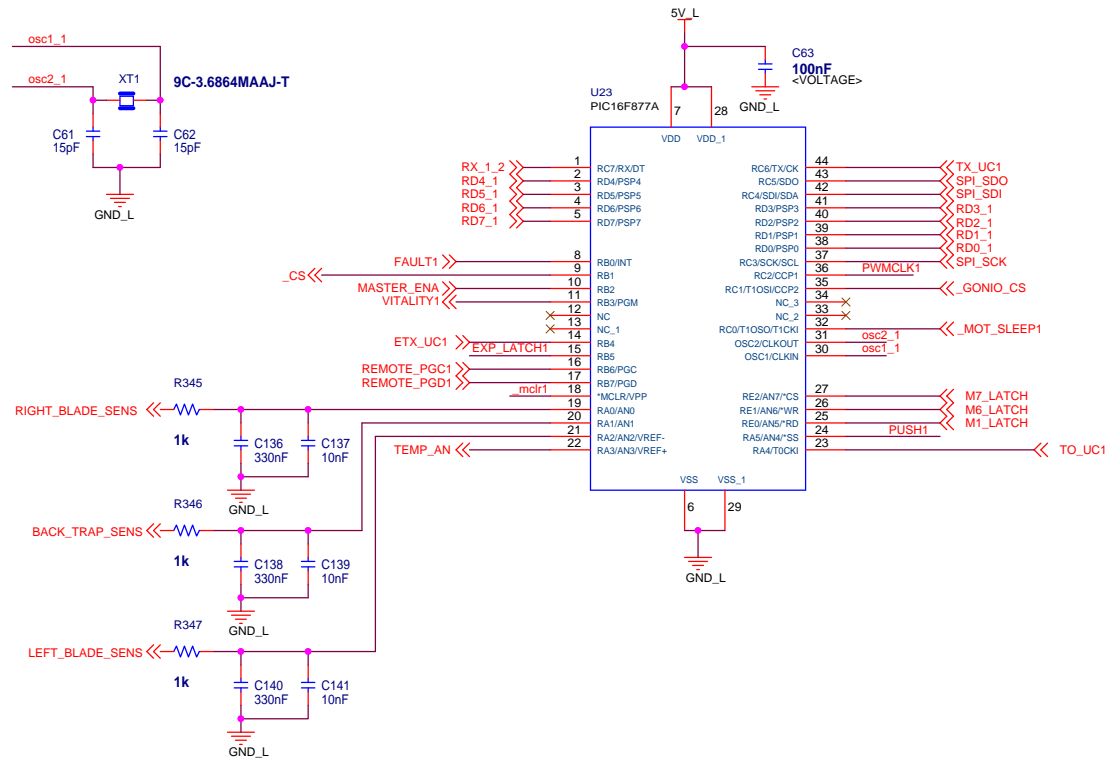 osc1_1
osc2_1
XT1
9C-3.6864MAAJ-T
C61
15pF
C62
15pF
GND_L
5V_L
C63
100nF
<VOLTAGE>
GND_L
U23
PIC16F877A
7
28
VDD
VDD_1
RX_1_2
1
RC7/RX/DT
RD4_1
2
RD4/PSP4
RD5_1
3
RD5/PSP5
RD6_1
4
RD6/PSP6
RD7_1
5
RD7/PSP7
FAULT1
8
RB0/INT
_CS
9
RB1
MASTER_ENA
10
RB2
VITALITY1
11
RB3/PGM
12
NC
13
NC_1
ETX_UC1
14
RB4
EXP_LATCH1
15
RB5
REMOTE_PGC1
16
RB6/PGC
REMOTE_PGD1
17
RB7/PGD
_mclr1
18
*MCLR/VPP
19
RA0/AN0
20
RA1/AN1
21
RA2/AN2/VREF-
TEMP_AN
22
RA3/AN3/VREF+
RC6/TX/CK
44
TX_UC1
RC5/SDO
43
SPI_SDO
RC4/SDI/SDA
42
SPI_SDI
RD3/PSP3
41
RD3_1
RD2/PSP2
40
RD2_1
RD1/PSP1
39
RD1_1
RD0/PSP0
38
RD0_1
RC3/SCK/SCL
37
SPI_SCK
RC2/CCP1
36
PWMCLK1
RC1/T1OSI/CCP2
35
_GONIO_CS
NC_3
34
NC_2
33
RC0/T1OSO/T1CKI
32
_MOT_SLEEP1
OSC2/CLKOUT
31
osc2_1
OSC1/CLKIN
30
osc1_1
RE2/AN7/*CS
27
M7_LATCH
RE1/AN6/*WR
26
M6_LATCH
RE0/AN5/*RD
25
M1_LATCH
RA5/AN4/*SS
24
PUSH1
RA4/T0CKI
23
TO_UC1
VSS
VSS_1
6
29
GND_L
R345
RIGHT_BLADE_SENS
1k
C136
330nF
C137
10nF
GND_L
R346
BACK_TRAP_SENS
1k
C138
330nF
C139
10nF
GND_L
R347
LEFT_BLADE_SENS
1k
C140
330nF
C141
10nF
GND_L